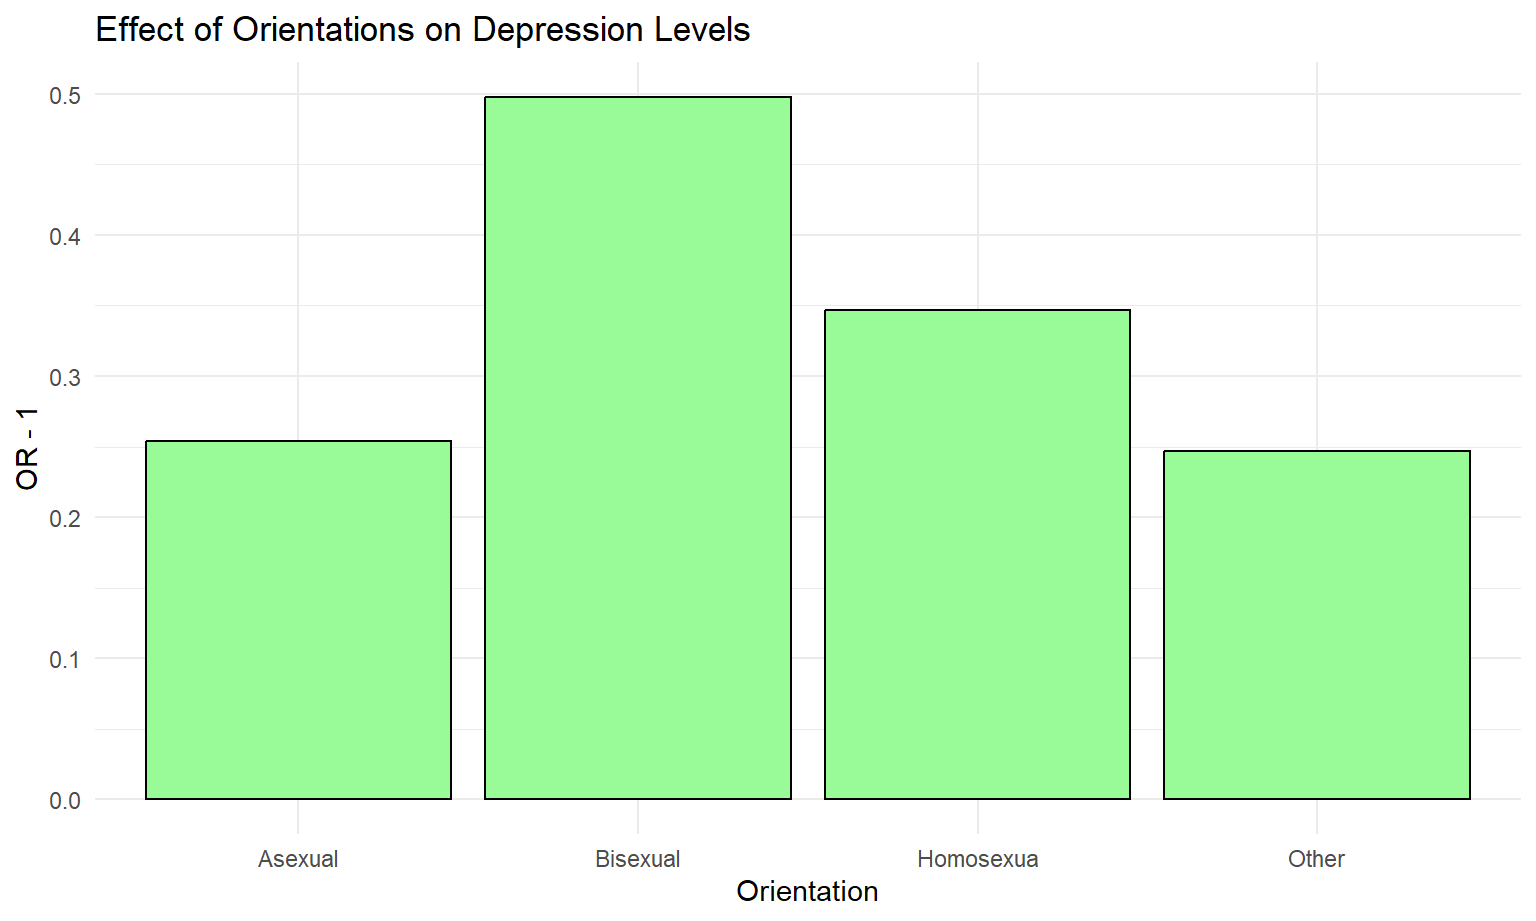 Effect of Orientations on Depression Levels
0.5
0.4
0.3
0.2
0.1
0.0
OR - 1
Asexual
Bisexual
Homosexua
Other
Orientation